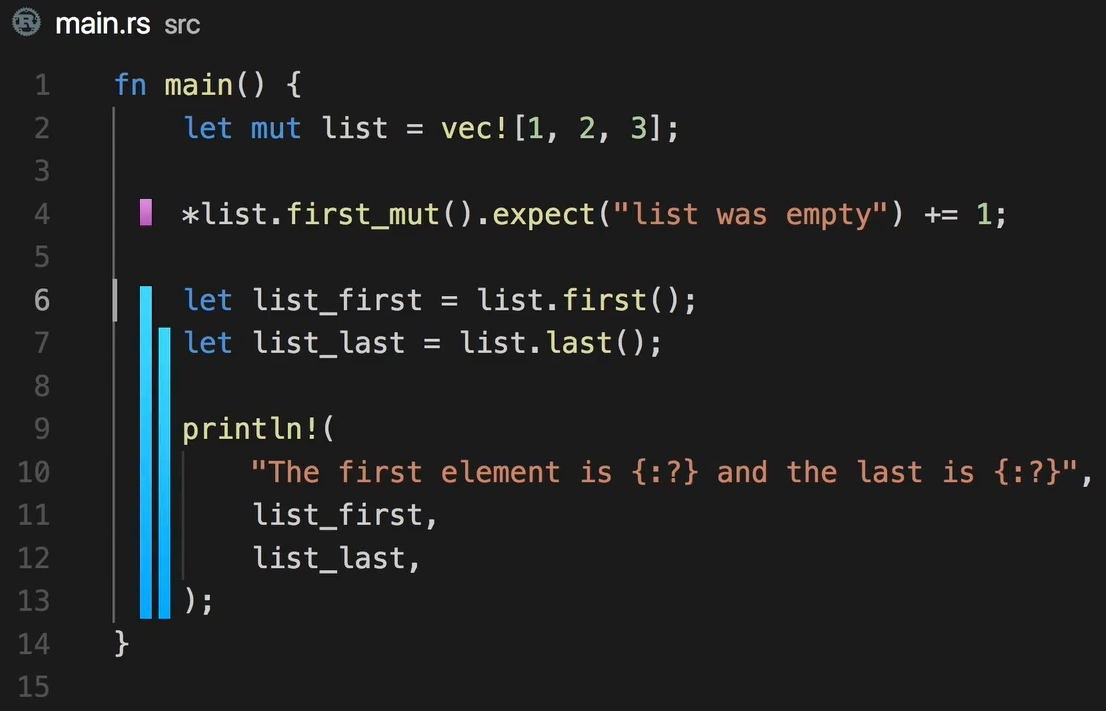 main.rs src
1 fn main() {
2 let mut list = vec![1, 2, 3];
3
4 *list.first_mut().expect("list was empty") += 1;
5
6 let list_first = list.first();
7 let list_last = list.last();
8
9 println!(
10 "The first element is {:?} and the last is {:?}",
11 list_first,
12 list_last,
13 );
14 }
15